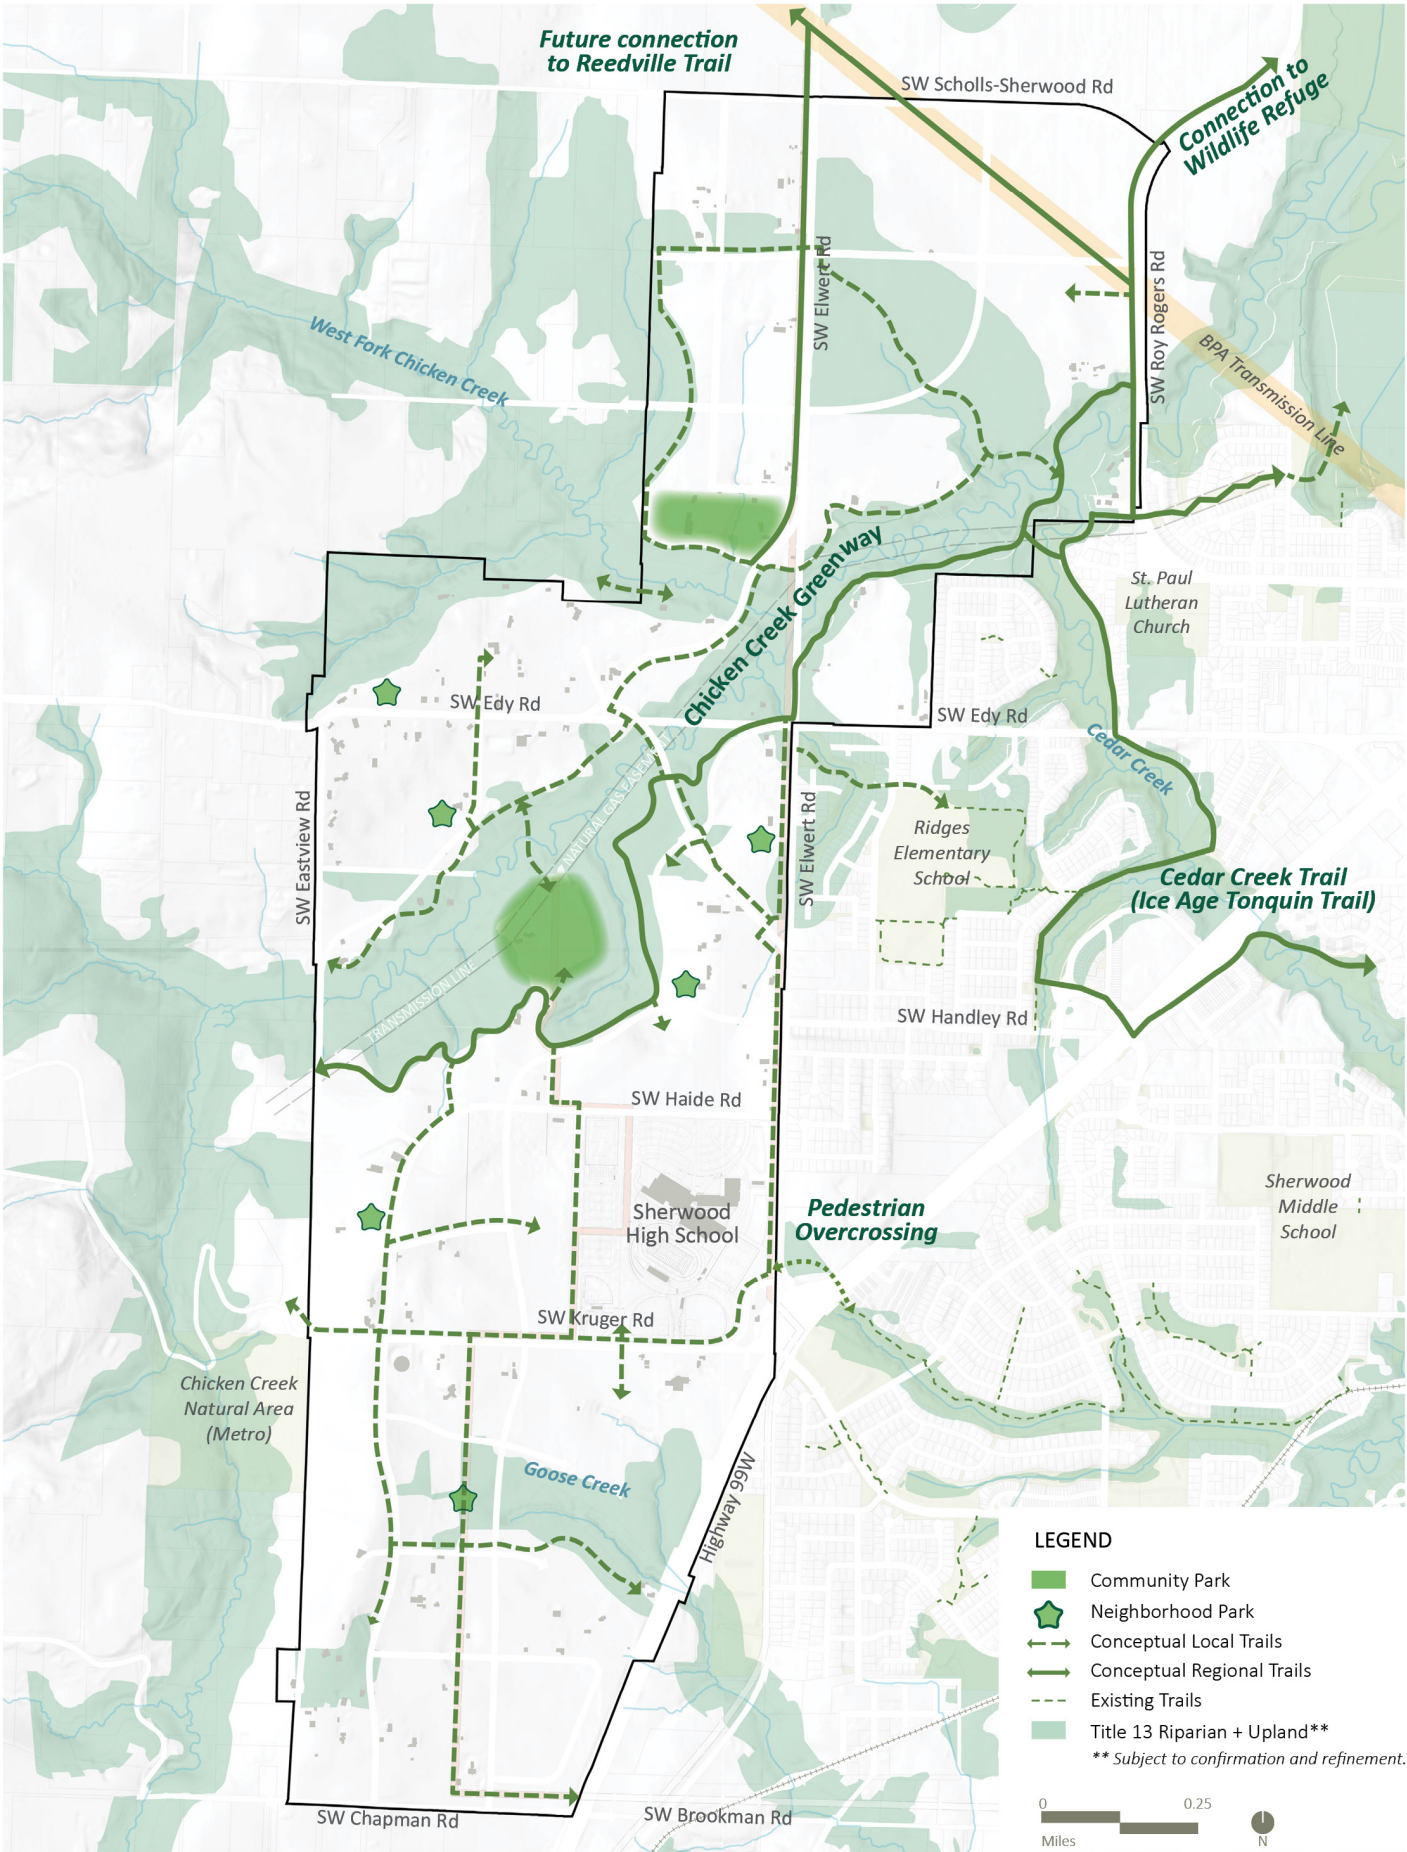 Future connection
to Reedville Trail
SW Scholls-Sherwood Rd
Connection to
Wildlife Refuge
SW Elwert Rd
SW Roy Rogers Rd
West Fork Chicken Creek
BPA Transmission Line
Chicken Creek Greenway
St. Paul
Lutheran
Church
SW Edy Rd
SW Edy Rd
Cedar Creek
NATURAL GAS EASEMENT
SW Eastview Rd
SW Elwert Rd
Ridges
Elementary
School
Cedar Creek Trail
(Ice Age Tonquin Trail)
TRANSMISSION LINE
SW Handley Rd
SW Haide Rd
Sherwood
High School
Pedestrian
Overcrossing
Sherwood
Middle
School
SW Kruger Rd
Chicken Creek
Natural Area
(Metro)
Goose Creek
Highway 99W
SW Chapman Rd
SW Brookman Rd
LEGEND
Community Park
Neighborhood Park
Conceptual Local Trails
Conceptual Regional Trails
Existing Trails
Title 13 Riparian + Upland**
** Subject to confirmation and refinement.
0 0.25
Miles
N